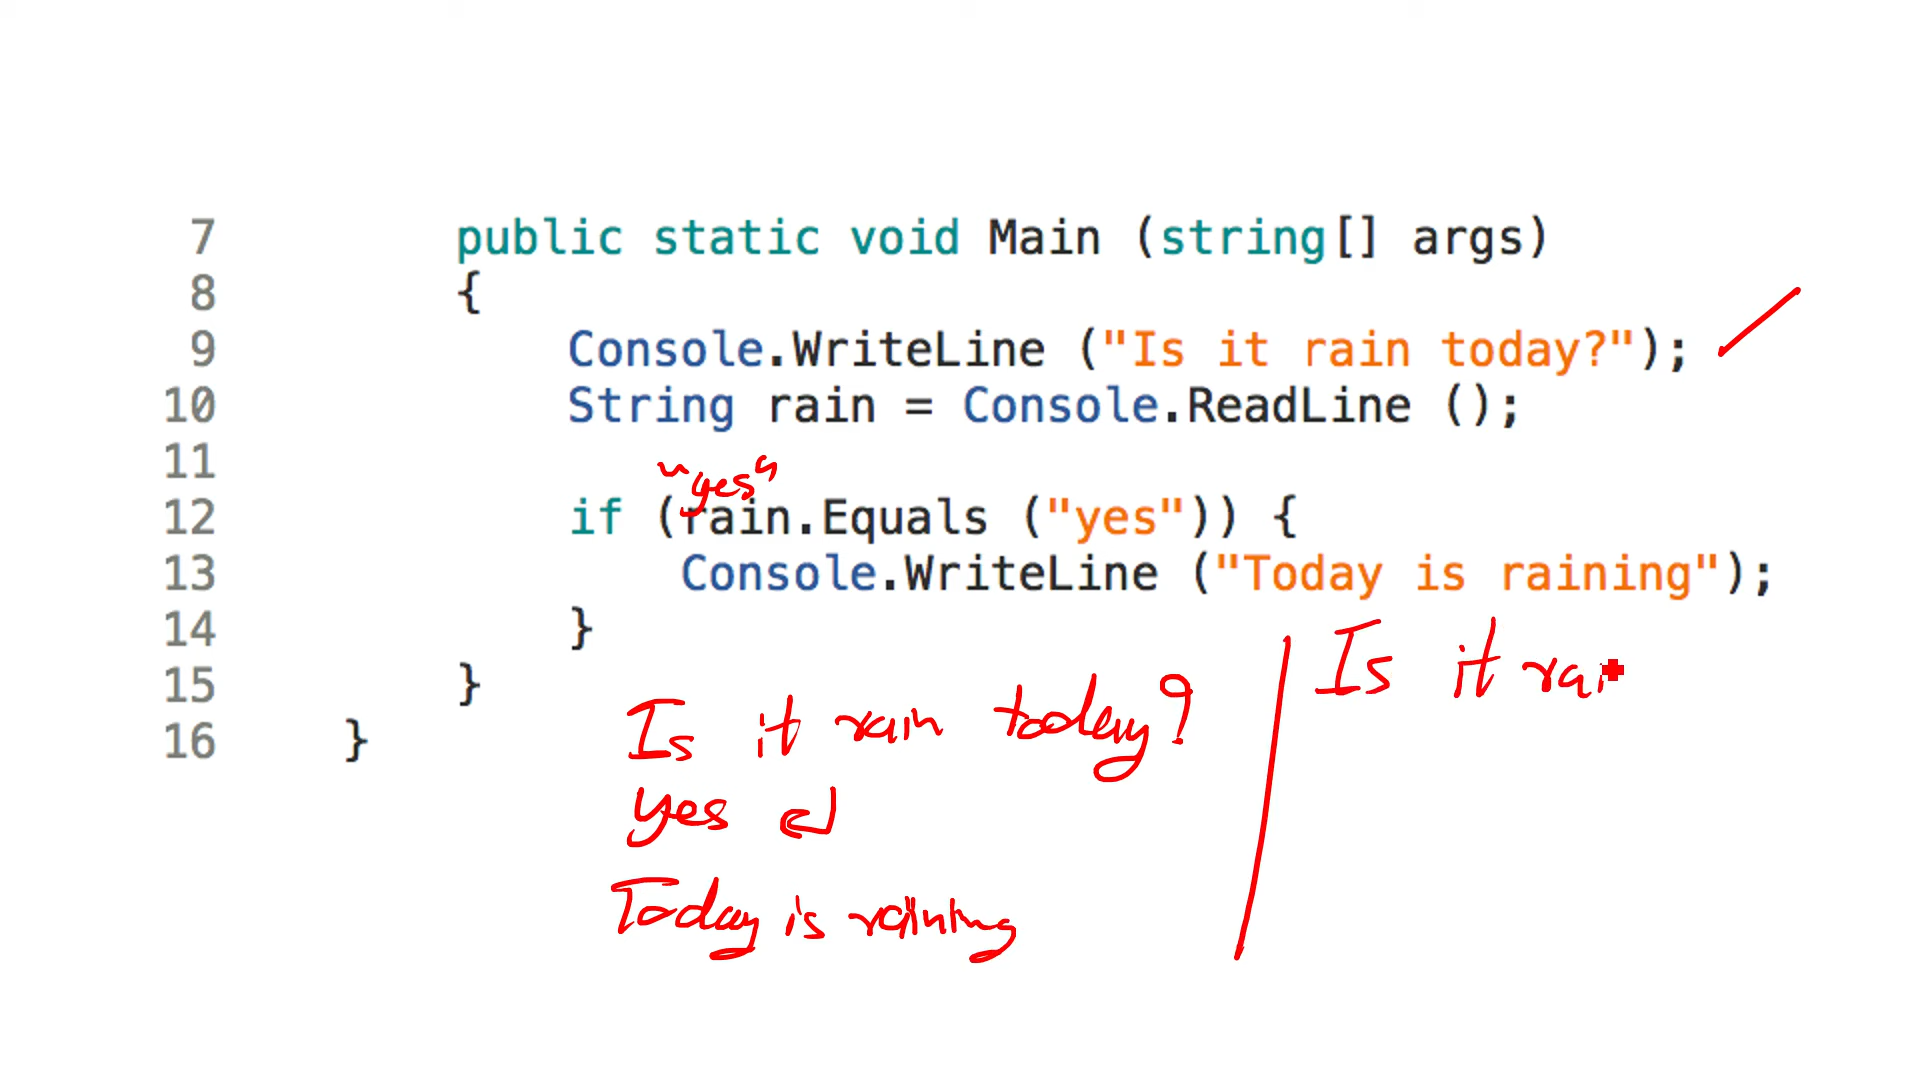 7 public static void Main (string[] args)
8 {
9 Console.WriteLine ("Is it rain today?");
10 String rain = Console.ReadLine ();
11
"yes"
12 if (rain.Equals ("yes")) {
13 Console.WriteLine ("Today is raining");
14 }
15 }
16 }
Is it rain today?
yes
Today is raining
Is it rai